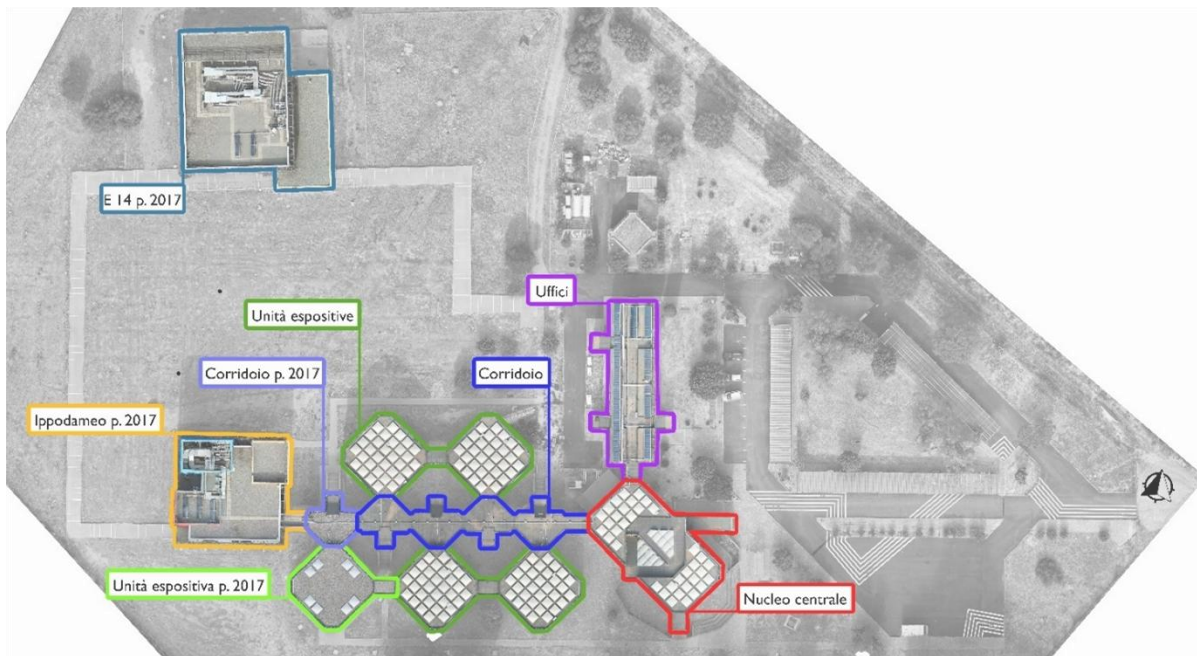 E 14 p. 2017
Uffici
Unità espositive
Corridoio p. 2017
Corridoio
Ippodameo p. 2017
Unità espositiva p. 2017
Nucleo centrale